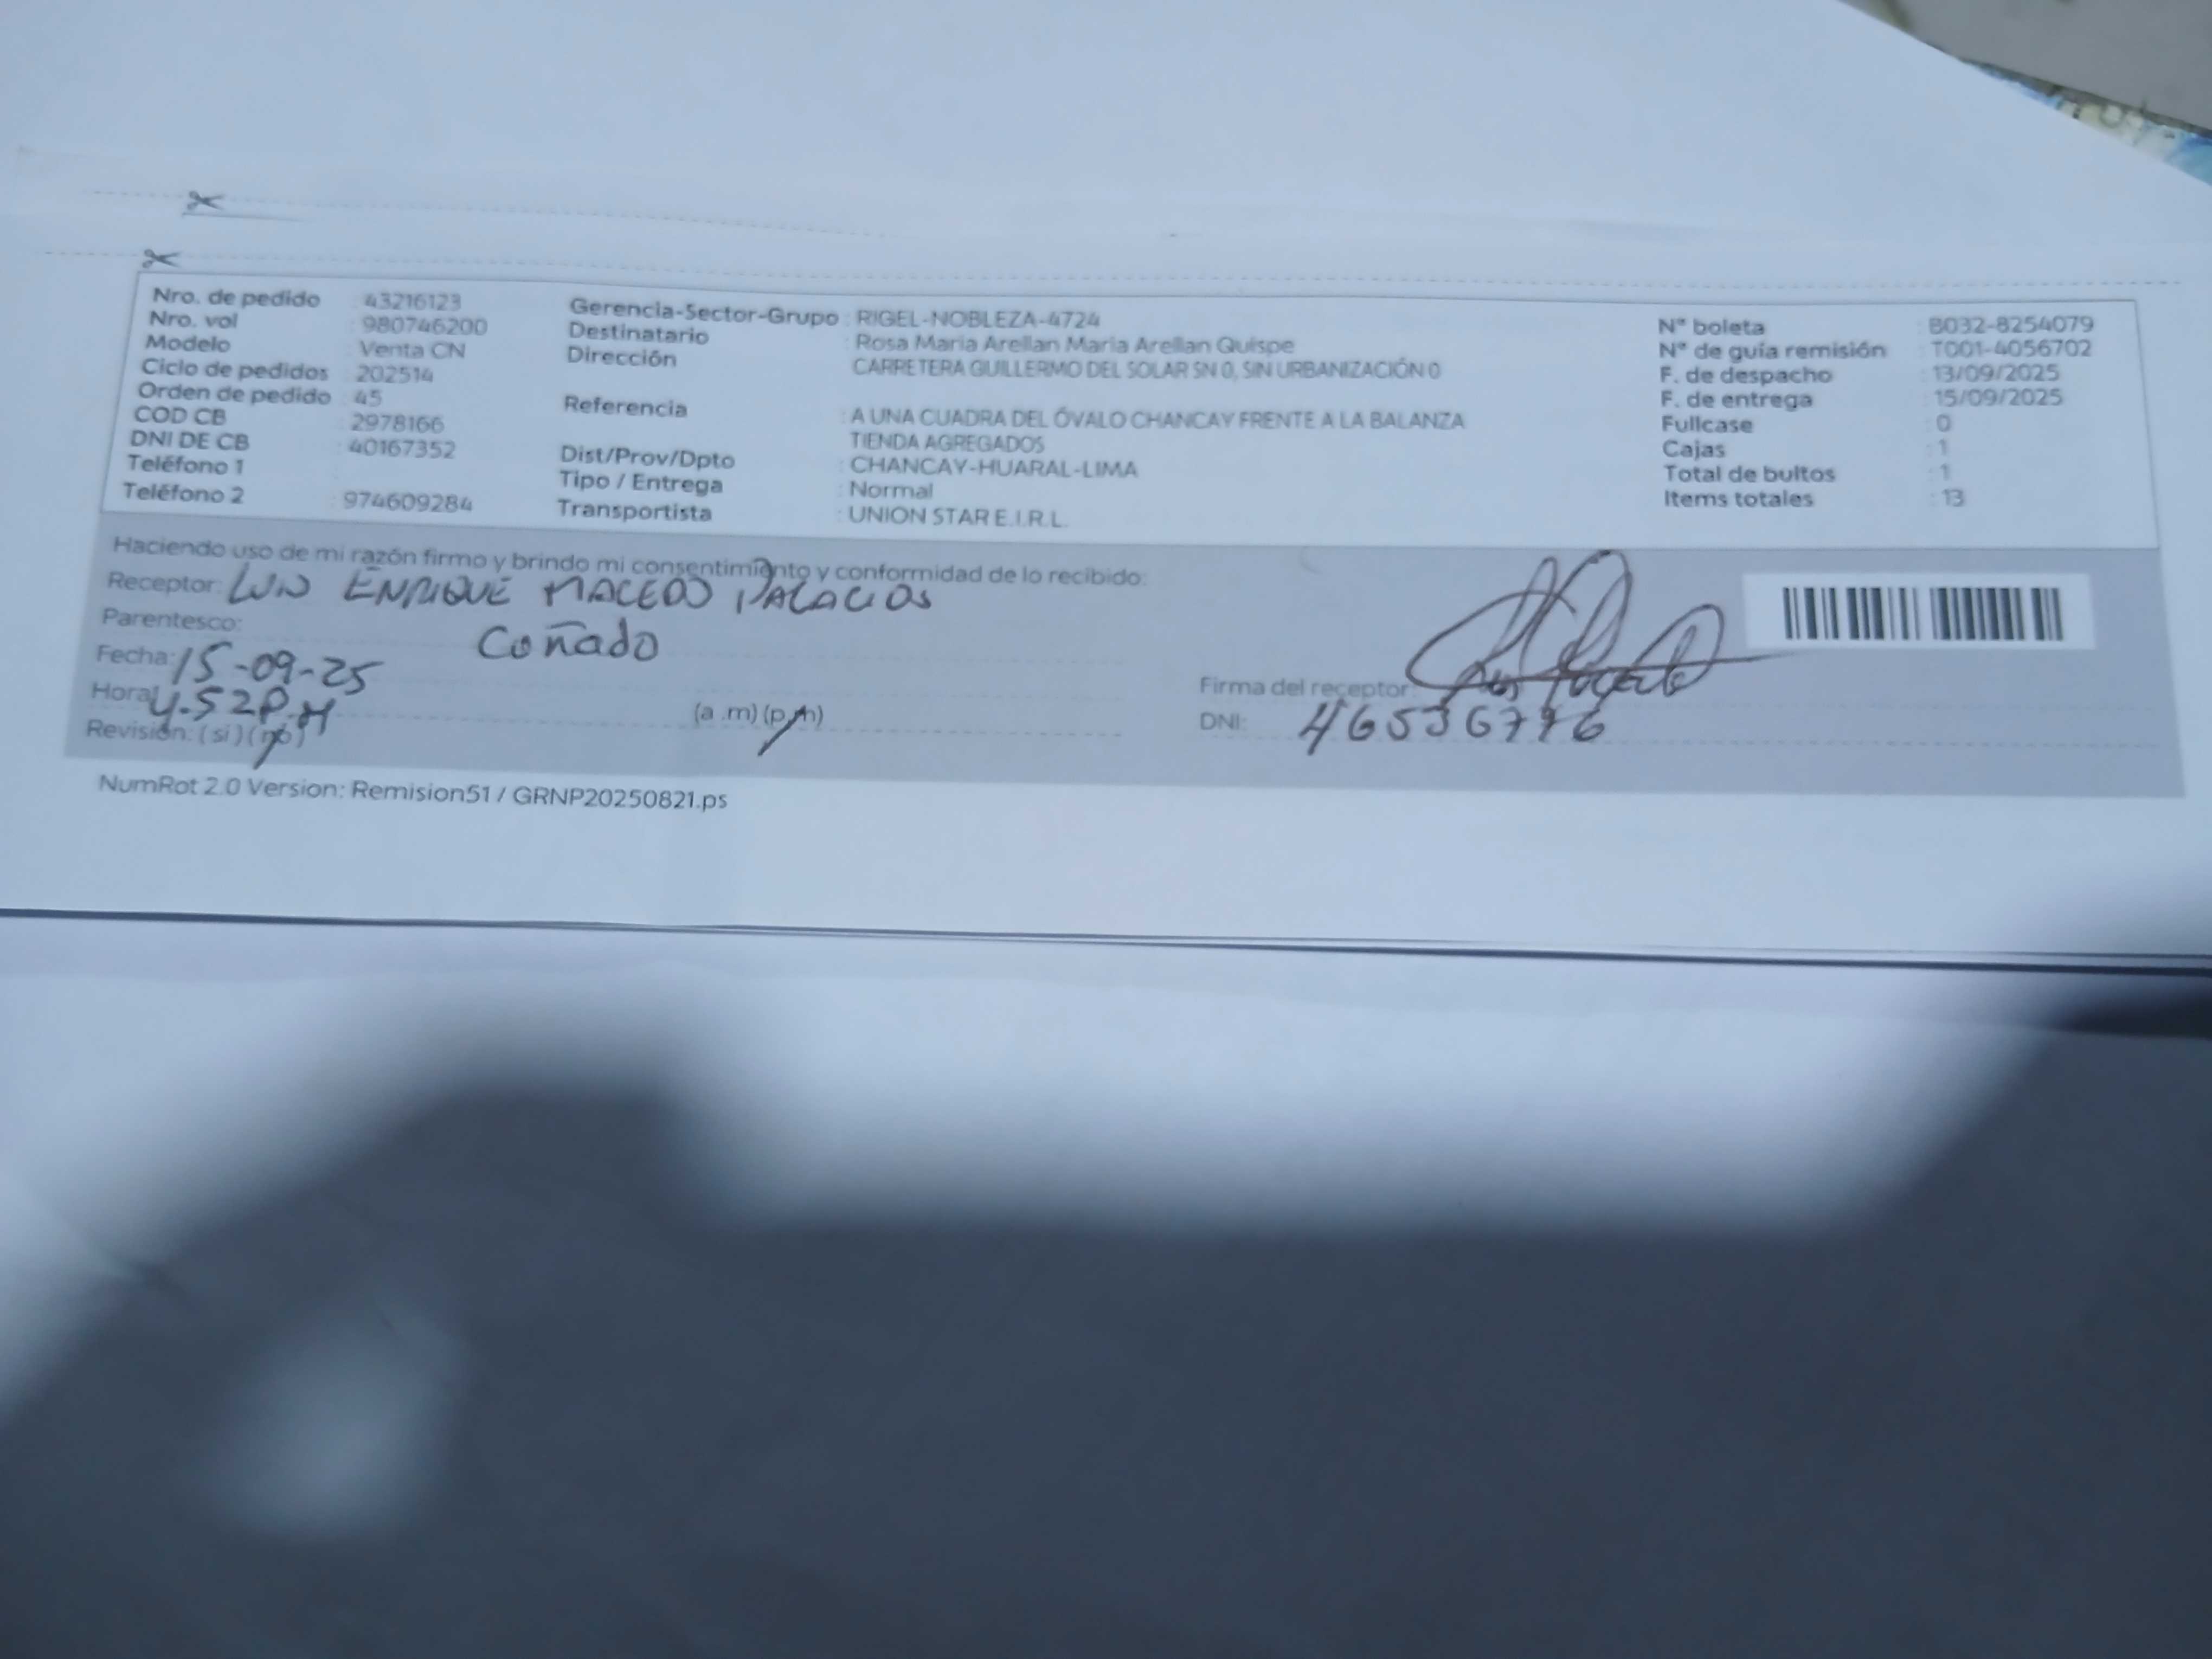 Nro. de pedido : 43216123
Nro. vol : 980746200
Modelo : Venta CN
Ciclo de pedidos : 202514
Orden de pedido : 45
COD CB : 2978166
DNI DE CB : 40167352
Teléfono 1 :
Teléfono 2 : 974609284
Gerencia-Sector-Grupo : RIGEL-NOBLEZA-4724
Destinatario : Rosa Maria Arellan Maria Arellan Quispe
Dirección : CARRETERA GUILLERMO DEL SOLAR SN 0, SIN URBANIZACIÓN 0
Referencia : A UNA CUADRA DEL ÓVALO CHANCAY FRENTE A LA BALANZA
TIENDA AGREGADOS
Dist/Prov/Dpto : CHANCAY-HUARAL-LIMA
Tipo / Entrega : Normal
Transportista : UNION STAR E.I.R.L.
N° boleta : B032-8254079
N° de guía remisión : T001-4056702
F. de despacho : 13/09/2025
F. de entrega : 15/09/2025
Fullcase : 0
Cajas : 1
Total de bultos : 1
Items totales : 13
Haciendo uso de mi razón firmo y brindo mi consentimiento y conformidad de lo recibido:
Receptor: LUIS ENRIQUE MACEDO PALACIOS
Parentesco: Coñado
Fecha: 15-09-25
Hora: 4.52 P.M (a .m) (p.m)
Revisión: (si) (no)
Firma del receptor:
DNI: 46536776
NumRot 2.0 Version: Remision51 / GRNP20250821.ps